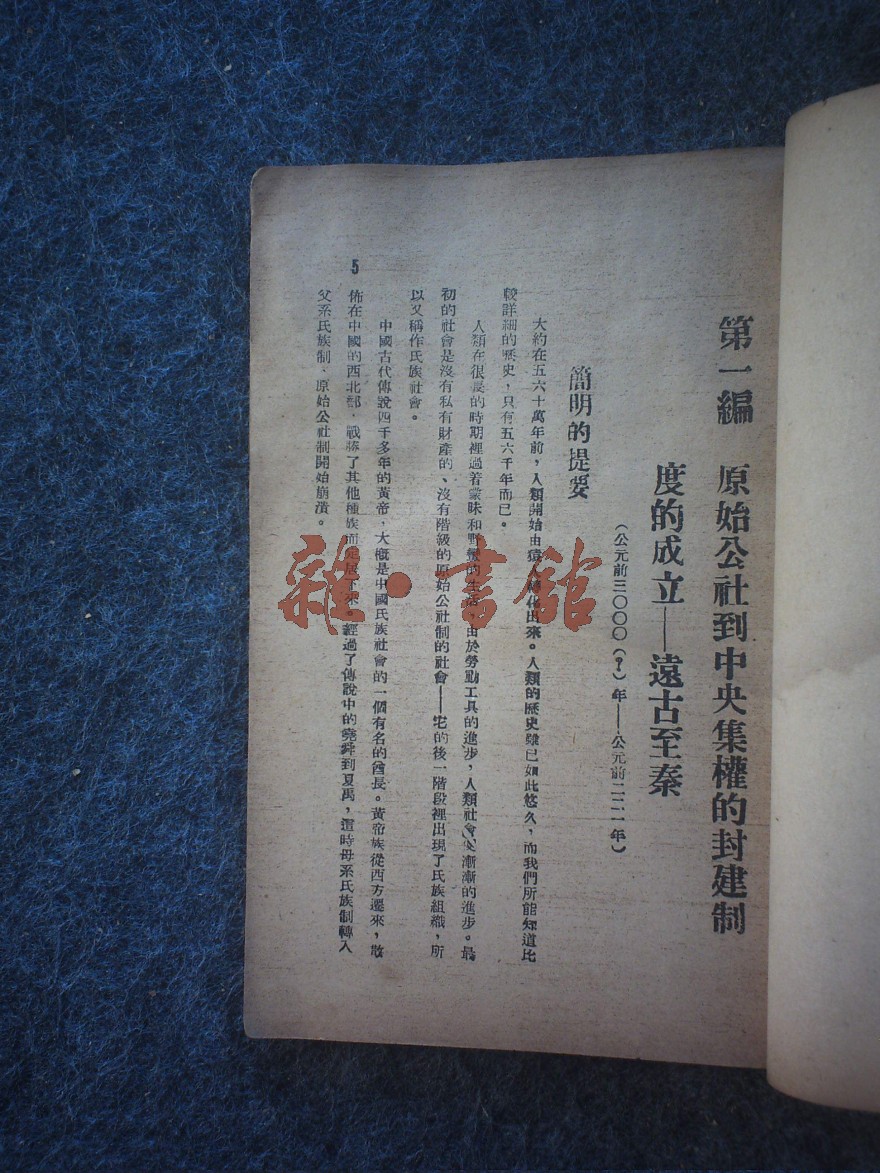 第一編　原始公社到中央集權的封建制
度的成立——遠古至秦
（公元前三〇〇〇（？）年——公元前二二一年）
簡明的提要
大約在五六十萬年前，人類開始由猿人轉化出來。人類的歷史雖已如此悠久，而我們所能知道比
較詳細的歷史，只有五六千年而已。
人類在很長的時期裡過着蒙昧和野蠻的生活，由於勞動工具的進步，人類社會漸漸的進步。最
初的社會是沒有私有財產的、沒有階級的原始公社制的社會——它的後一階段裡出現了氏族組織，所
以又稱作氏族社會。
中國古代傳說四千多年的黃帝，大概是中國氏族社會的一個有名的酋長。黃帝族從西方遷來，散
佈在中國的西北部，戰勝了其他種族而定居下來。經過了傳說中的堯舜到夏禹，這時母系氏族制轉入
父系氏族制，原始公社制開始崩潰。
5
雜·書館